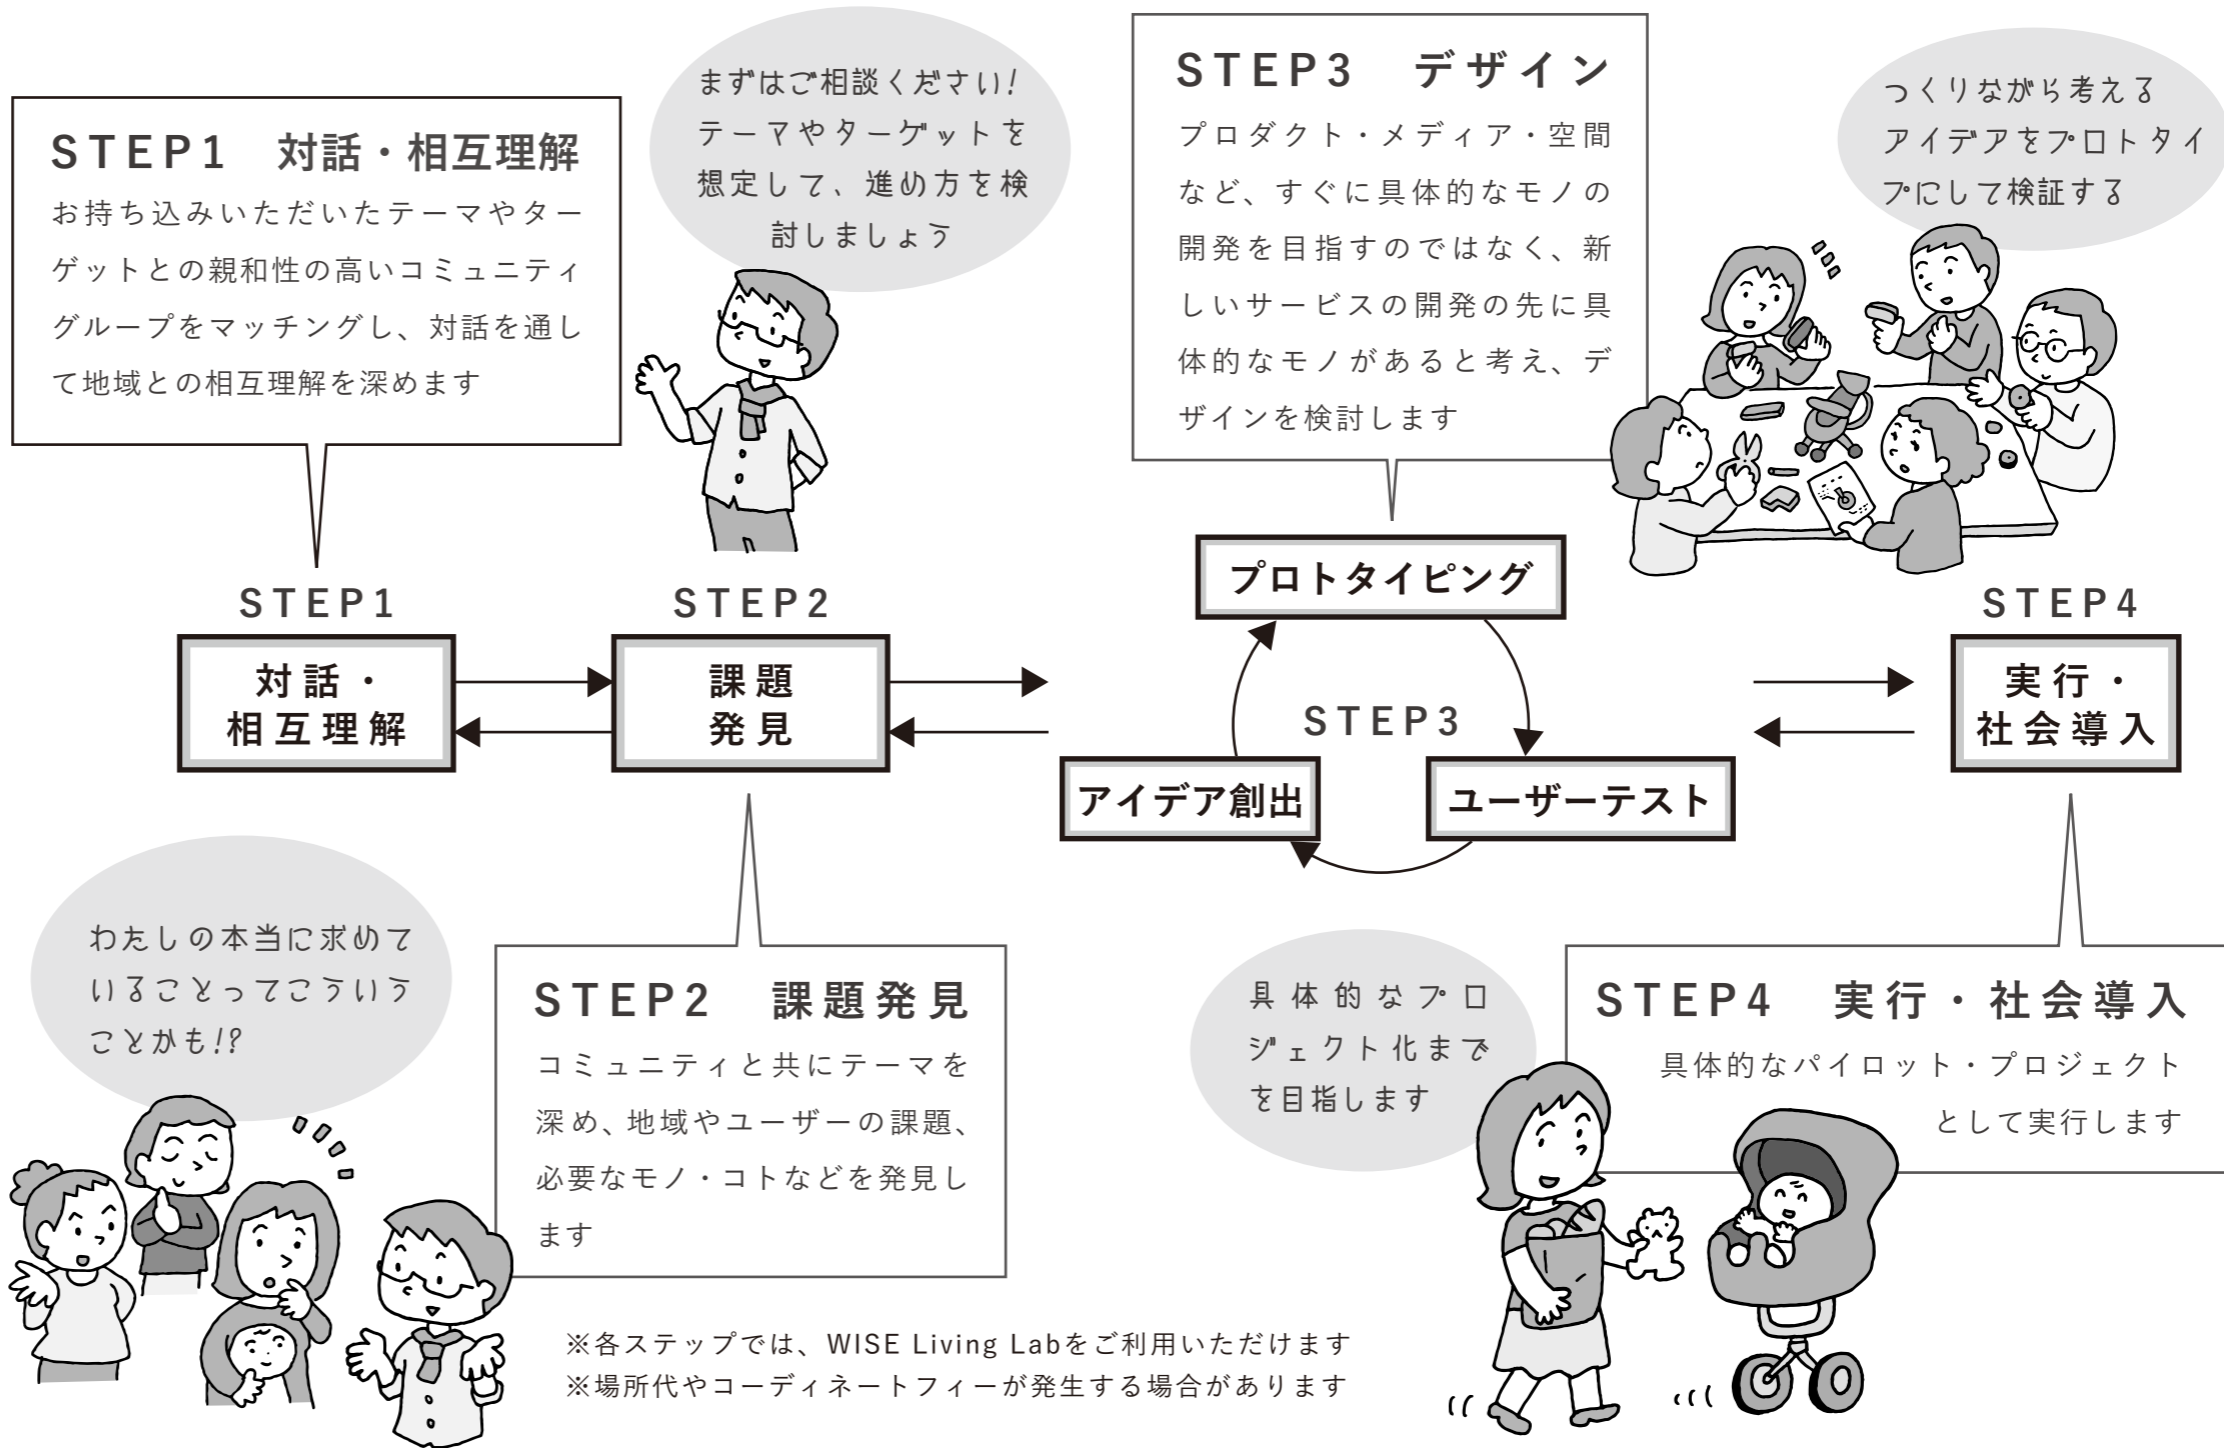 STEP1 対話・相互理解
お持ち込みいただいたテーマやター
ゲットとの親和性の高いコミュニティ
グループをマッチングし、対話を通し
て地域との相互理解を深めます
まずはご相談ください!
テーマやターゲットを
想定して、進め方を検
討しましょう
STEP3 デザイン
プロダクト・メディア・空間
など、すぐに具体的なモノの
開発を目指すのではなく、新
しいサービスの開発の先に具
体的なモノがあると考え、デ
ザインを検討します
つくりながら考える
アイデアをプロトタイ
プにして検証する
STEP1
対話・
相互理解
STEP2
課題
発見
プロトタイピング
STEP3
アイデア創出
ユーザーテスト
STEP4
実行・
社会導入
わたしの本当に求めて
いることってこういう
ことかも!?
STEP2 課題発見
コミュニティと共にテーマを
深め、地域やユーザーの課題、
必要なモノ・コトなどを発見し
ます
具体的なプロ
ジェクト化まで
を目指します
STEP4 実行・社会導入
具体的なパイロット・プロジェクト
として実行します
※各ステップでは、WISE Living Labをご利用いただけます
※場所代やコーディネートフィーが発生する場合があります